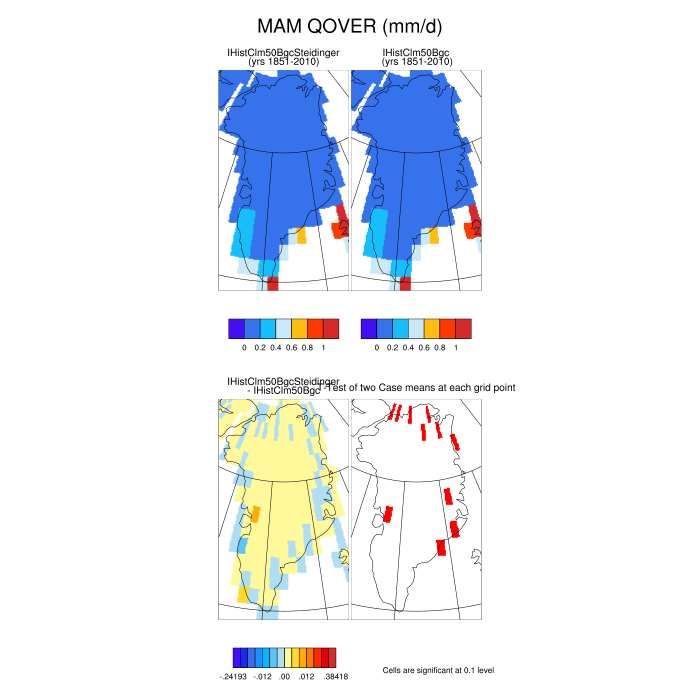 MAM QOVER (mm/d)
IHistClm50BgcSteidinger
(yrs 1851-2010)
IHistClm50Bgc
(yrs 1851-2010)
0 0.2 0.4 0.6 0.8 1
0 0.2 0.4 0.6 0.8 1
IHistClm50BgcSteidinger
- IHistClm50Bgc
T-Test of two Case means at each grid point
-.24193 -.012 .00 .012 .38418
Cells are significant at 0.1 level